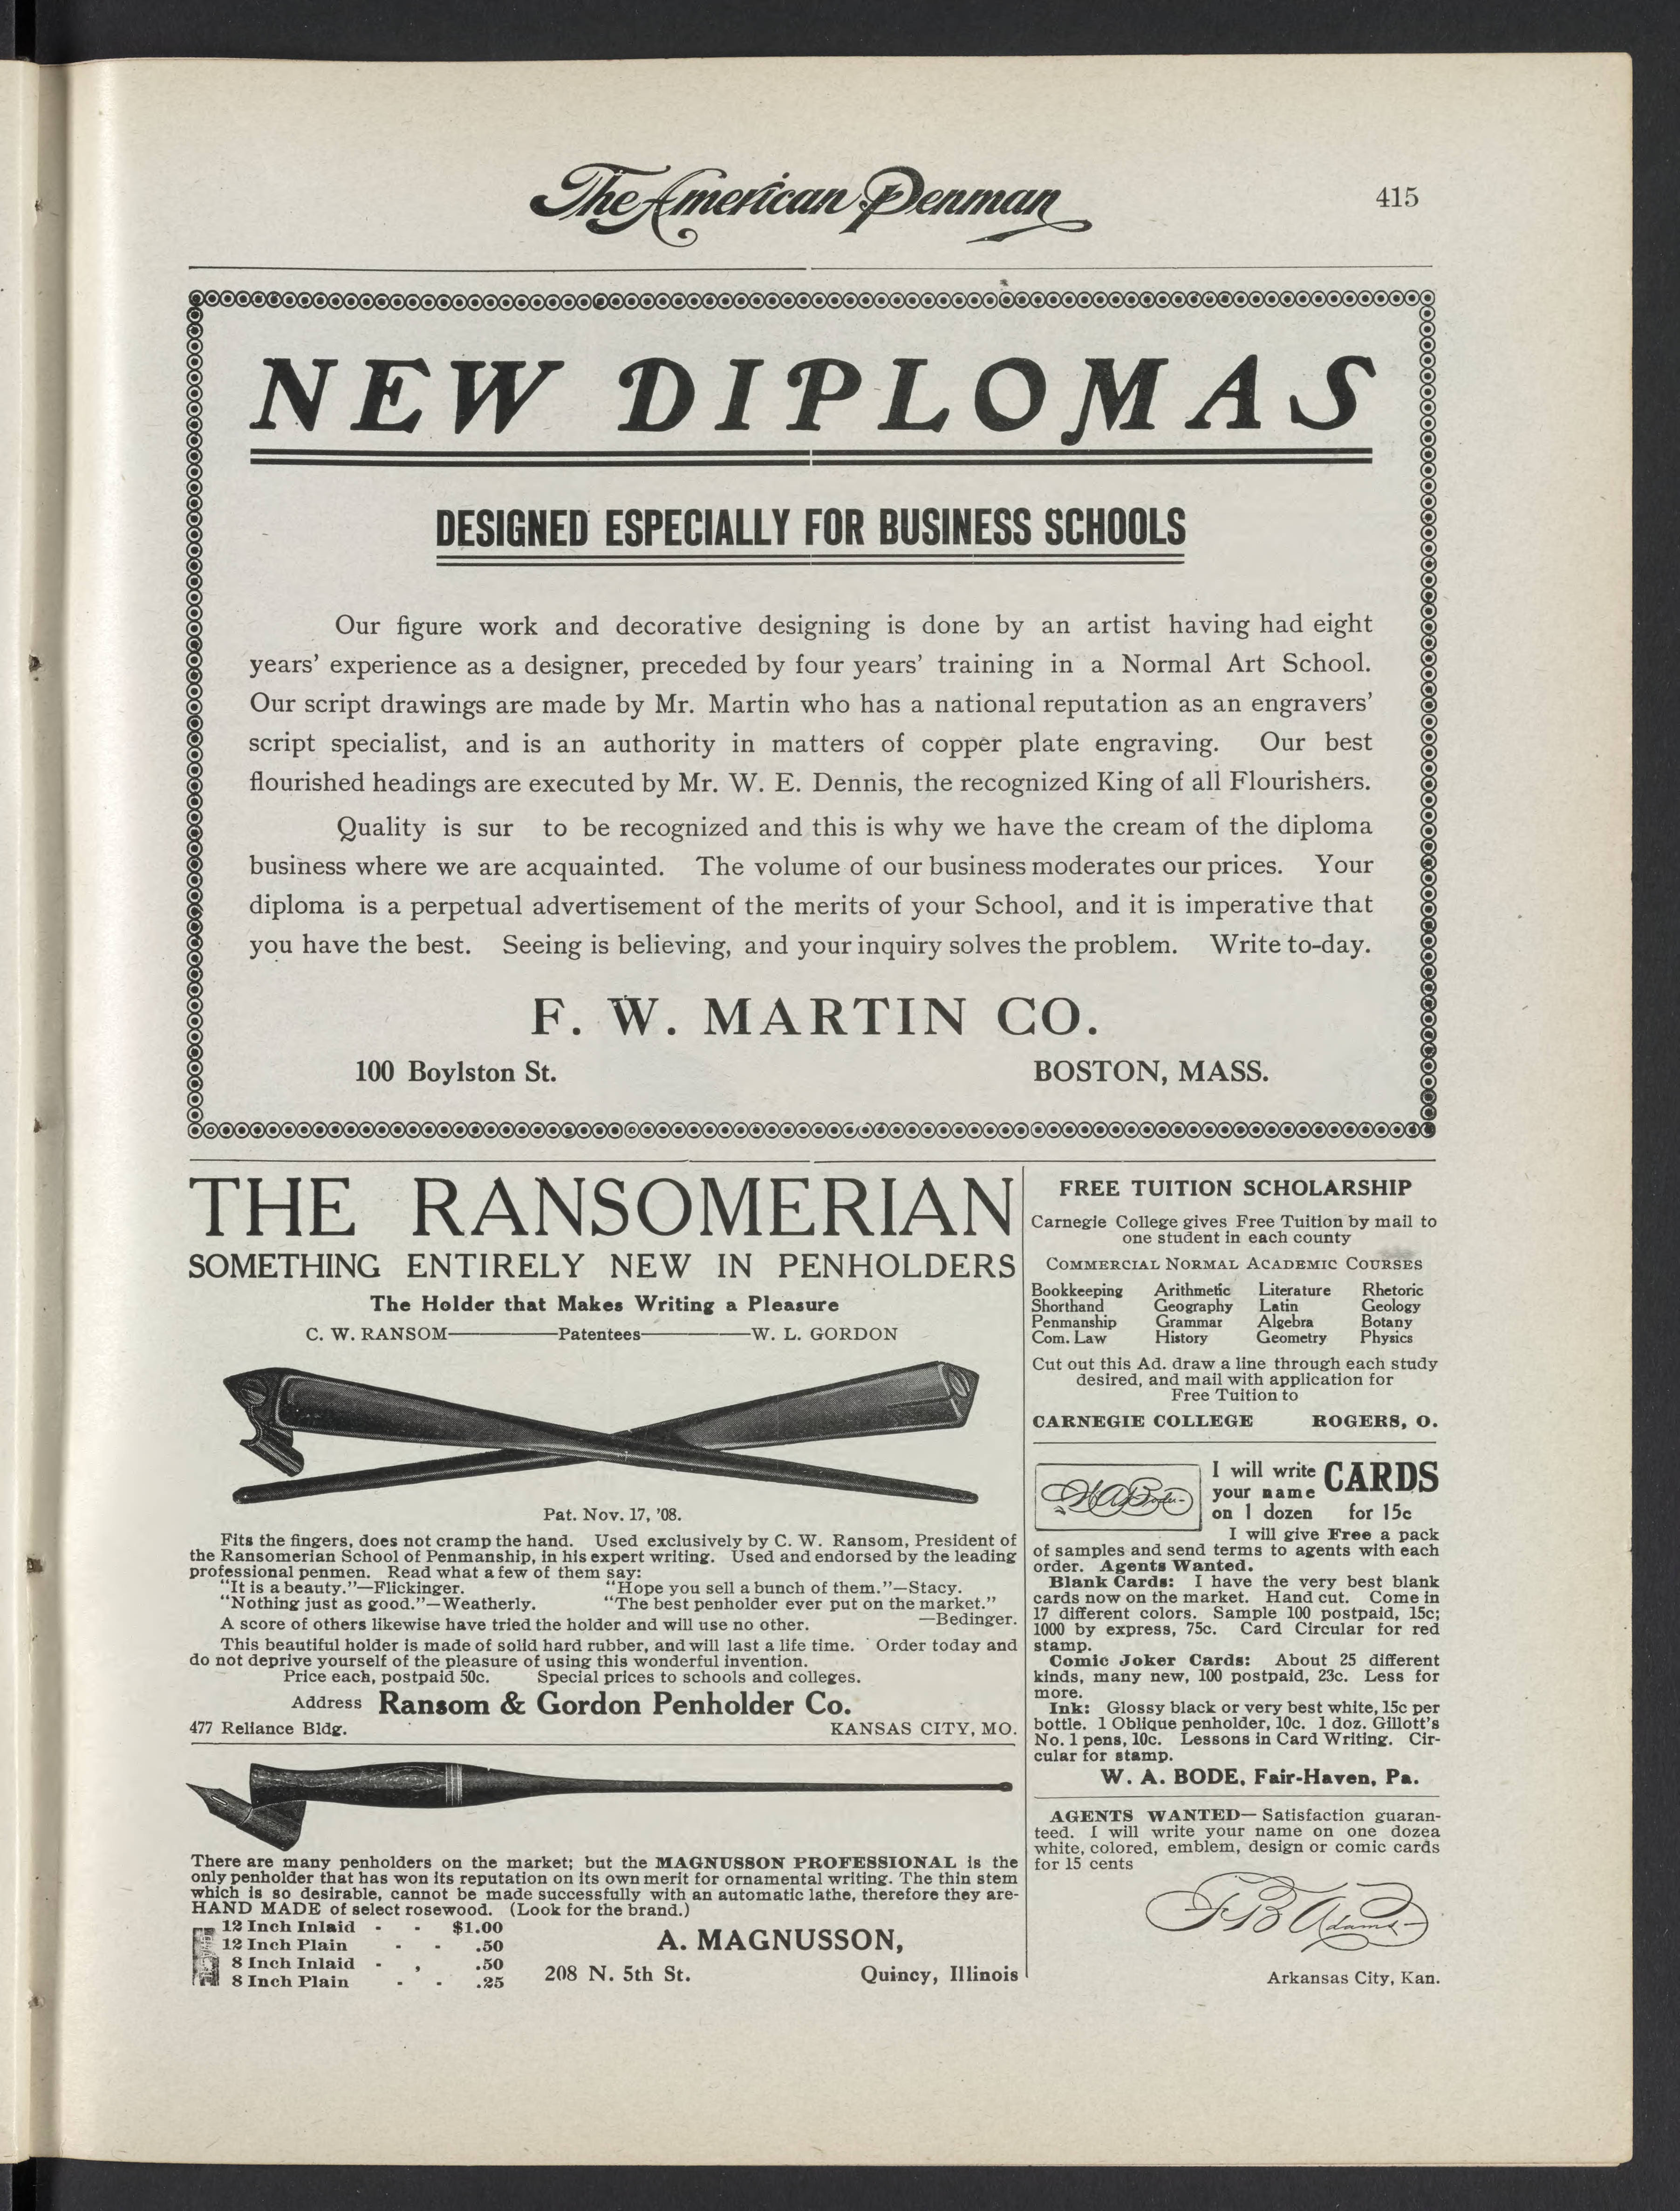 The American Penman
415
NEW DIPLOMAS
DESIGNED ESPECIALLY FOR BUSINESS SCHOOLS
Our figure work and decorative designing is done by an artist having had eight
years' experience as a designer, preceded by four years' training in a Normal Art School.
Our script drawings are made by Mr. Martin who has a national reputation as an engravers'
script specialist, and is an authority in matters of copper plate engraving. Our best
flourished headings are executed by Mr. W. E. Dennis, the recognized King of all Flourishers.
Quality is sur to be recognized and this is why we have the cream of the diploma
business where we are acquainted. The volume of our business moderates our prices. Your
diploma is a perpetual advertisement of the merits of your School, and it is imperative that
you have the best. Seeing is believing, and your inquiry solves the problem. Write to-day.
F. W. MARTIN CO.
100 Boylston St. BOSTON, MASS.
THE RANSOMERIAN
SOMETHING ENTIRELY NEW IN PENHOLDERS
The Holder that Makes Writing a Pleasure
C. W. RANSOM—Patentees—W. L. GORDON
Pat. Nov. 17, '08.
Fits the fingers, does not cramp the hand. Used exclusively by C. W. Ransom, President of
the Ransomerian School of Penmanship, in his expert writing. Used and endorsed by the leading
professional penmen. Read what a few of them say:
"It is a beauty."—Flickinger. "Hope you sell a bunch of them."—Stacy.
"Nothing just as good."—Weatherly. "The best penholder ever put on the market."
—Bedinger.
A score of others likewise have tried the holder and will use no other.
This beautiful holder is made of solid hard rubber, and will last a life time. Order today and
do not deprive yourself of the pleasure of using this wonderful invention.
Price each, postpaid 50c. Special prices to schools and colleges.
Address Ransom & Gordon Penholder Co.
477 Reliance Bldg. KANSAS CITY, MO.
There are many penholders on the market; but the MAGNUSSON PROFESSIONAL is the
only penholder that has won its reputation on its own merit for ornamental writing. The thin stem
which is so desirable, cannot be made successfully with an automatic lathe, therefore they are-
HAND MADE of select rosewood. (Look for the brand.)
12 Inch Inlaid - - $1.00
12 Inch Plain - - .50
8 Inch Inlaid - , .50
8 Inch Plain - - .25
A. MAGNUSSON,
208 N. 5th St. Quincy, Illinois
FREE TUITION SCHOLARSHIP
Carnegie College gives Free Tuition by mail to
one student in each county
COMMERCIAL NORMAL ACADEMIC COURSES
Bookkeeping Arithmetic Literature Rhetoric
Shorthand Geography Latin Geology
Penmanship Grammar Algebra Botany
Com. Law History Geometry Physics
Cut out this Ad. draw a line through each study
desired, and mail with application for
Free Tuition to
CARNEGIE COLLEGE ROGERS, O.
W A Bode
I will write CARDS
your name
on 1 dozen for 15c
I will give Free a pack
of samples and send terms to agents with each
order. Agents Wanted.
Blank Cards: I have the very best blank
cards now on the market. Hand cut. Come in
17 different colors. Sample 100 postpaid, 15c;
1000 by express, 75c. Card Circular for red
stamp.
Comic Joker Cards: About 25 different
kinds, many new, 100 postpaid, 23c. Less for
more.
Ink: Glossy black or very best white, 15c per
bottle. 1 Oblique penholder, 10c. 1 doz. Gillott's
No. 1 pens, 10c. Lessons in Card Writing. Cir-
cular for stamp.
W. A. BODE, Fair-Haven, Pa.
AGENTS WANTED— Satisfaction guaran-
teed. I will write your name on one dozea
white, colored, emblem, design or comic cards
for 15 cents
F B Adams
Arkansas City, Kan.